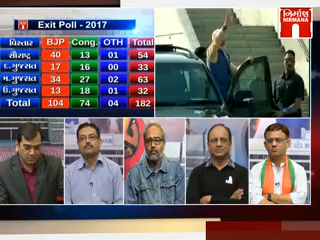 Exit Poll - 2017
વિસ્તાર BJP Cong. OTH Total
સૌરાષ્ટ્ર 40 13 01 54
દ.ગુજરાત 17 16 00 33
મ.ગુજરાત 34 27 02 63
ઉ.ગુજરાત 13 18 01 32
Total 104 74 04 182
નિર્માણ
NIRMANA